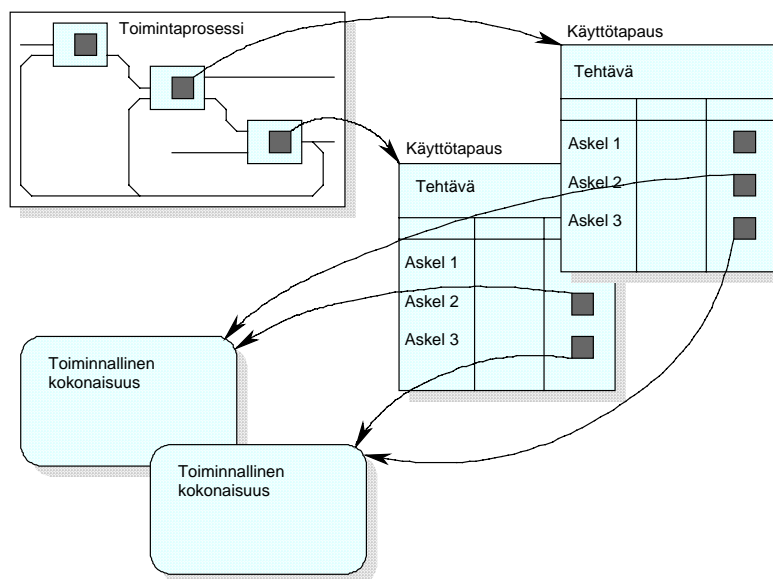 Toimintaprosessi
Käyttötapaus
Tehtävä
Askel 1
Askel 2
Askel 3
Käyttötapaus
Tehtävä
Askel 1
Askel 2
Askel 3
Toiminnallinen
kokonaisuus
Toiminnallinen
kokonaisuus